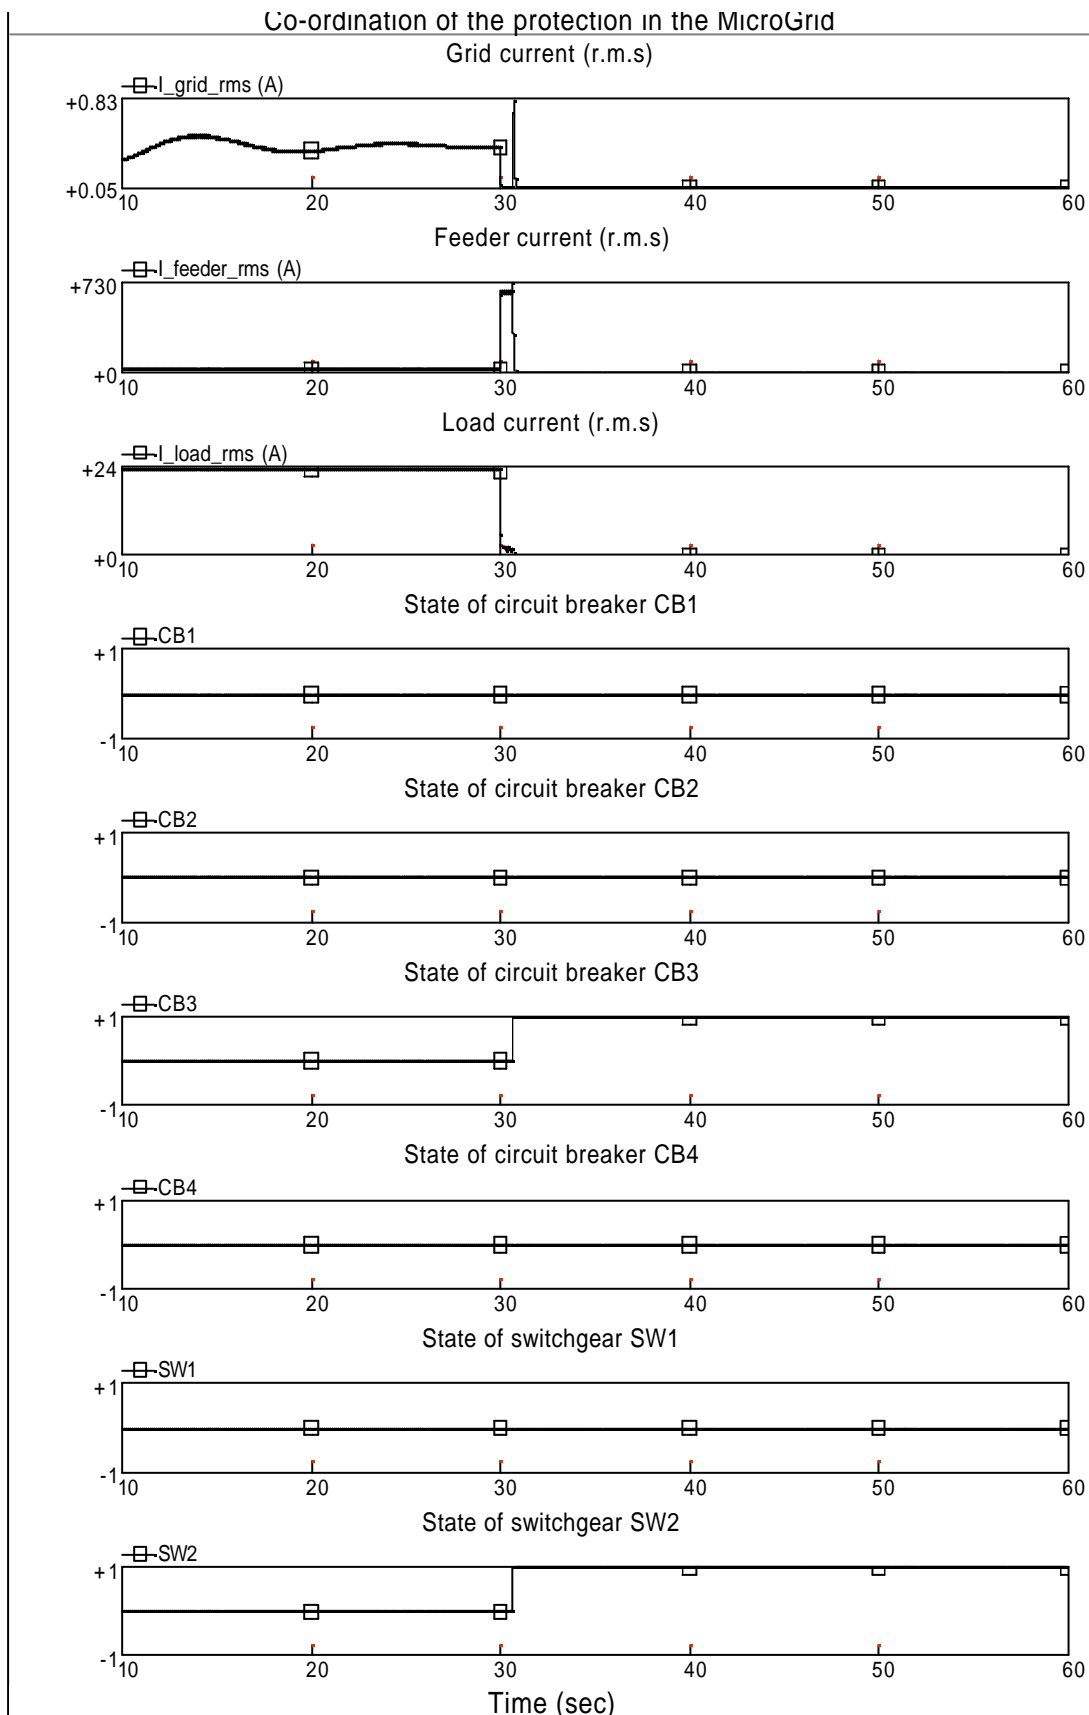 Co-ordination of the protection in the MicroGrid
Grid current (r.m.s)
I_grid_rms (A)
+0.83
+0.05
10 20 30 40 50 60
Feeder current (r.m.s)
I_feeder_rms (A)
+730
+0
10 20 30 40 50 60
Load current (r.m.s)
I_load_rms (A)
+24
+0
10 20 30 40 50 60
State of circuit breaker CB1
CB1
+1
-1
10 20 30 40 50 60
State of circuit breaker CB2
CB2
+1
-1
10 20 30 40 50 60
State of circuit breaker CB3
CB3
+1
-1
10 20 30 40 50 60
State of circuit breaker CB4
CB4
+1
-1
10 20 30 40 50 60
State of switchgear SW1
SW1
+1
-1
10 20 30 40 50 60
State of switchgear SW2
SW2
+1
-1
10 20 30 40 50 60
Time (sec)